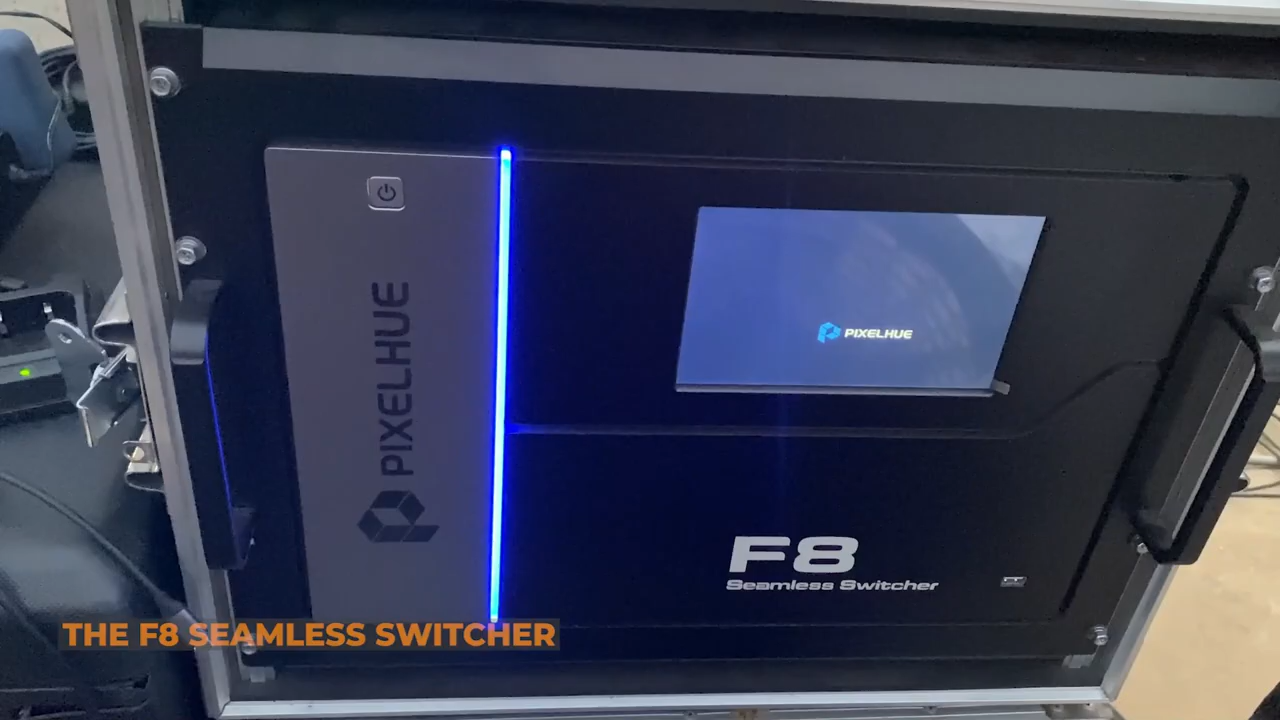 PIXELHUE
PIXELHUE
F8
Seamless Switcher
THE F8 SEAMLESS SWITCHER